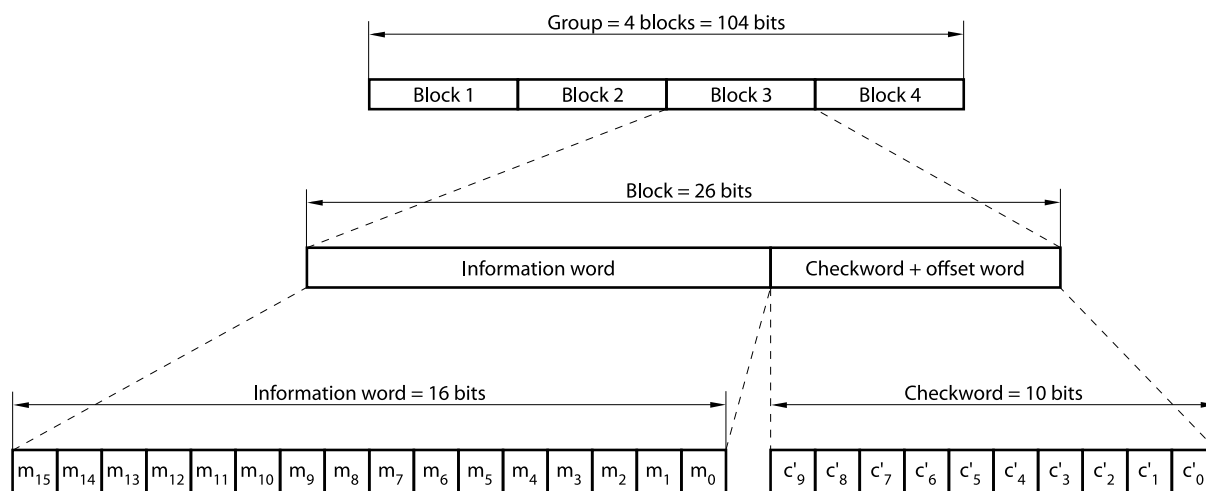 Group = 4 blocks = 104 bits
Block 1 Block 2 Block 3 Block 4
Block = 26 bits
Information word Checkword + offset word
Information word = 16 bits Checkword = 10 bits
m₁₅ m₁₄ m₁₃ m₁₂ m₁₁ m₁₀ m₉ m₈ m₇ m₆ m₅ m₄ m₃ m₂ m₁ m₀ c'₉ c'₈ c'₇ c'₆ c'₅ c'₄ c'₃ c'₂ c'₁ c'₀